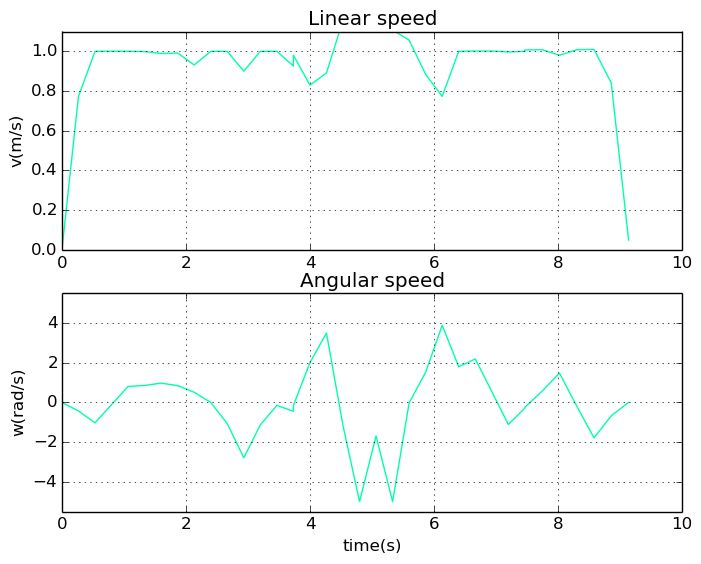 Linear speed
1.0
0.8
0.6
0.4
0.2
0.0
v(m/s)
0 2 4 6 8 10
Angular speed
4
2
0
−2
−4
w(rad/s)
0 2 4 6 8 10
time(s)